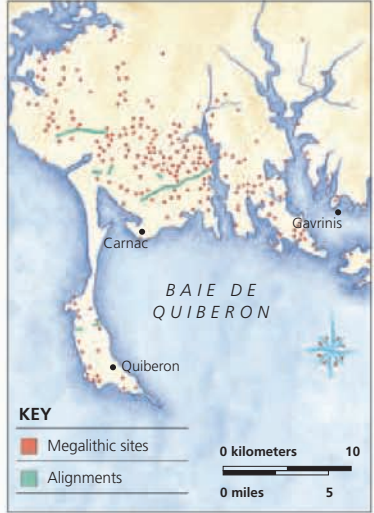 Gavrinis
Carnac
BAIE DE
QUIBERON
Quiberon
KEY
Megalithic sites
Alignments
0 kilometers 10
0 miles 5